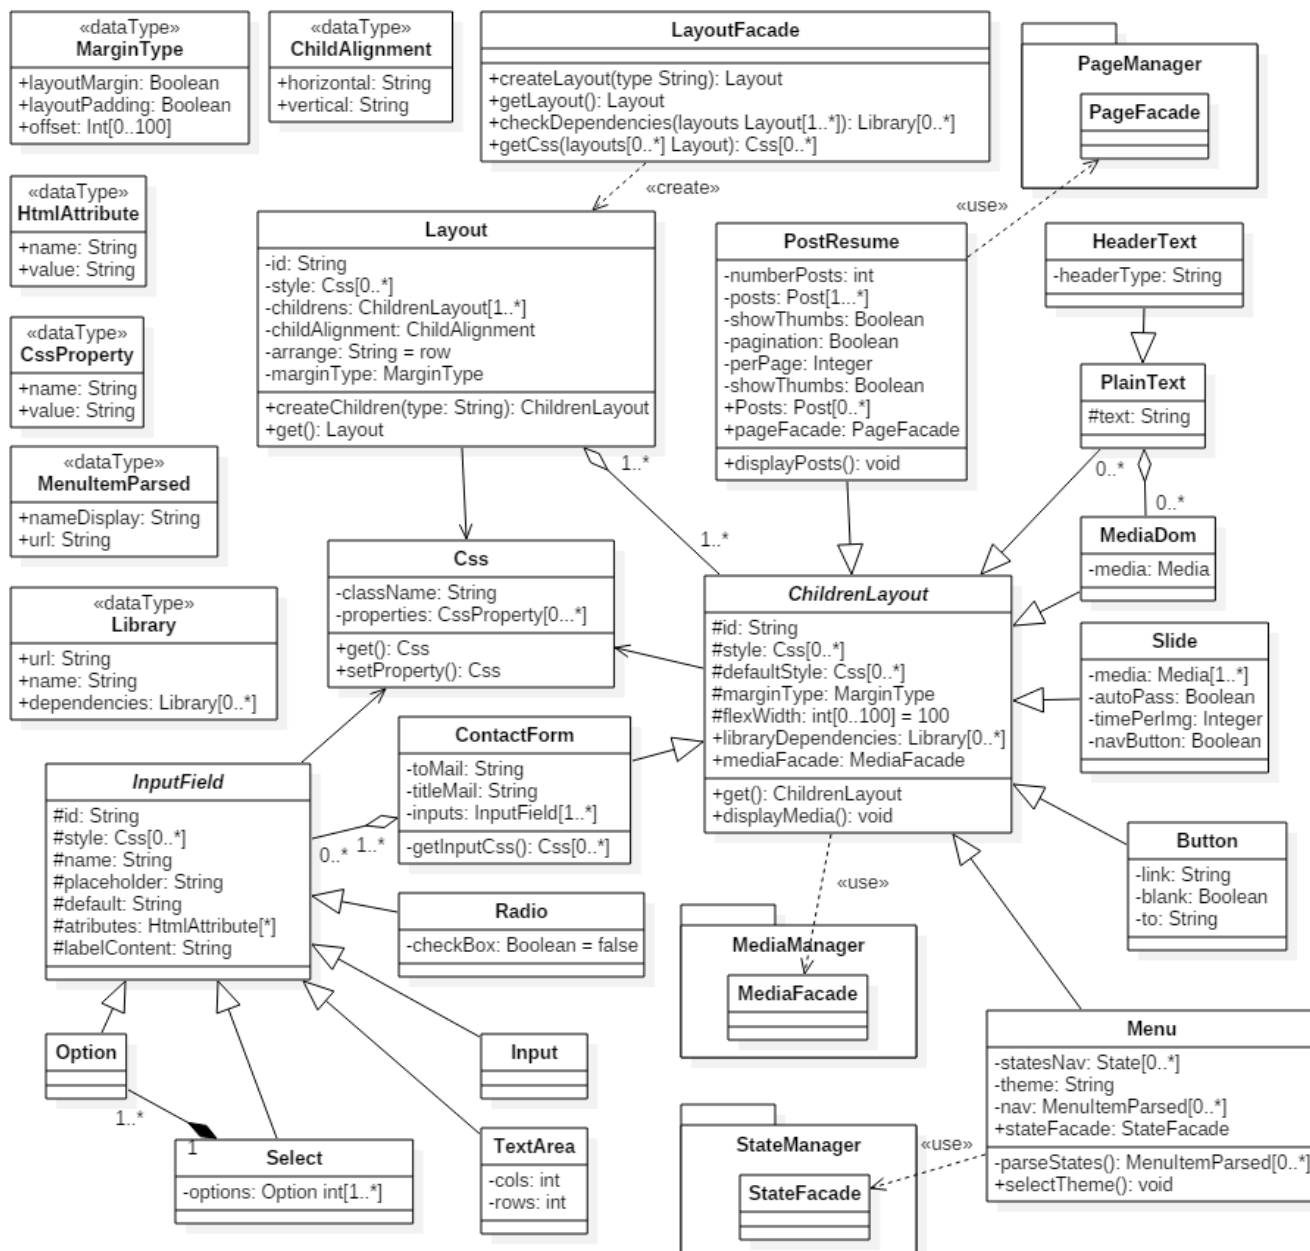 «dataType»
MarginType
+layoutMargin: Boolean
+layoutPadding: Boolean
+offset: Int[0..100]
«dataType»
ChildAlignment
+horizontal: String
+vertical: String
LayoutFacade
+createLayout(type String): Layout
+getLayout(): Layout
+checkDependencies(layouts Layout[1..*]): Library[0..*]
+getCss(layouts[0..*] Layout): Css[0..*]
PageManager
PageFacade
«create»
«use»
«dataType»
HtmlAttribute
+name: String
+value: String
Layout
-id: String
-style: Css[0..*]
-childrens: ChildrenLayout[1..*]
-childAlignment: ChildAlignment
-arrange: String = row
-marginType: MarginType
+createChildren(type: String): ChildrenLayout
+get(): Layout
PostResume
-numberPosts: int
-posts: Post[1...*]
-showThumbs: Boolean
-pagination: Boolean
-perPage: Integer
-showThumbs: Boolean
+Posts: Post[0..*]
+pageFacade: PageFacade
+displayPosts(): void
HeaderText
-headerType: String
«dataType»
CssProperty
+name: String
+value: String
PlainText
#text: String
«dataType»
MenuItemParsed
+nameDisplay: String
+url: String
1..*
1..*
0..*
0..*
MediaDom
-media: Media
Css
-className: String
-properties: CssProperty[0...*]
+get(): Css
+setProperty(): Css
ChildrenLayout
#id: String
#style: Css[0..*]
#defaultStyle: Css[0..*]
#marginType: MarginType
#flexWidth: int[0..100] = 100
+libraryDependencies: Library[0..*]
+mediaFacade: MediaFacade
+get(): ChildrenLayout
+displayMedia(): void
«dataType»
Library
+url: String
+name: String
+dependencies: Library[0..*]
Slide
-media: Media[1..*]
-autoPass: Boolean
-timePerImg: Integer
-navButton: Boolean
ContactForm
-toMail: String
-titleMail: String
-inputs: InputField[1..*]
-getInputCss(): Css[0..*]
InputField
#id: String
#style: Css[0..*]
#name: String
#placeholder: String
#default: String
#atributes: HtmlAttribute[*]
#labelContent: String
0..*
1..*
Button
-link: String
-blank: Boolean
-to: String
«use»
Radio
-checkBox: Boolean = false
MediaManager
MediaFacade
Option
Input
Menu
-statesNav: State[0..*]
-theme: String
-nav: MenuItemParsed[0..*]
+stateFacade: StateFacade
-parseStates(): MenuItemParsed[0..*]
+selectTheme(): void
1..*
1
Select
-options: Option int[1..*]
TextArea
-cols: int
-rows: int
StateManager
StateFacade
«use»